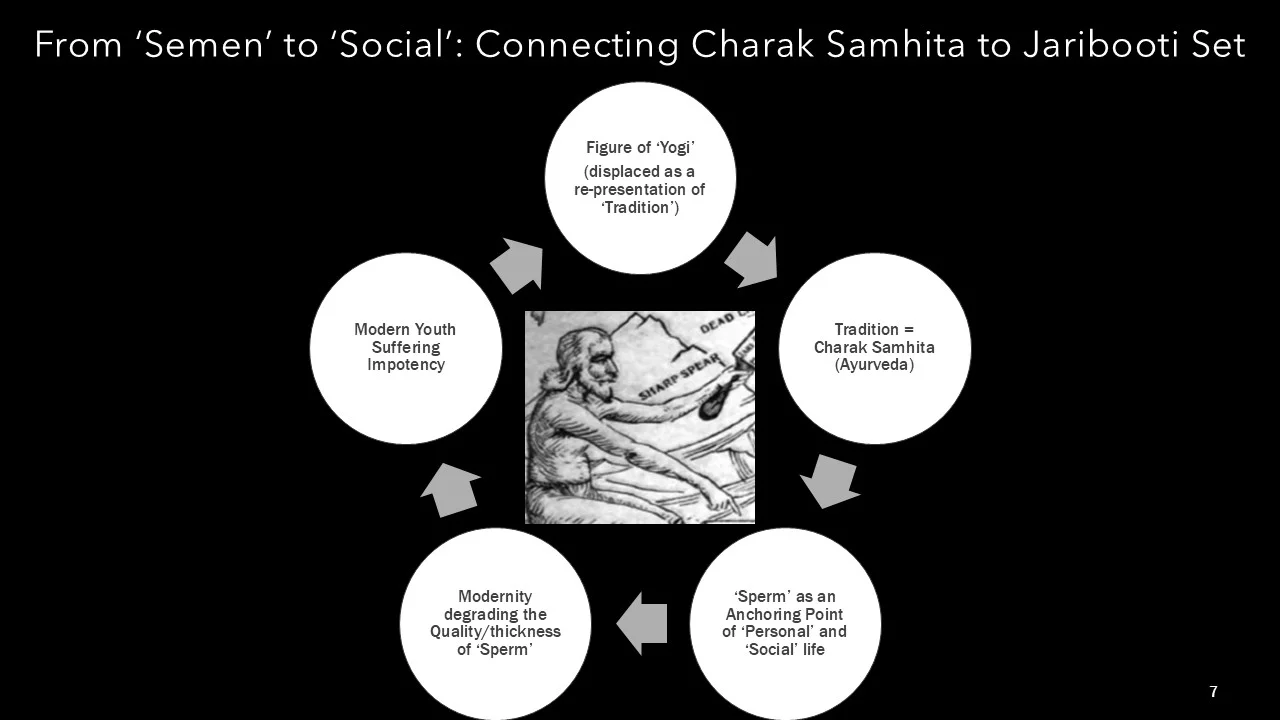 From ‘Semen’ to ‘Social’: Connecting Charak Samhita to Jaribooti Set
Figure of ‘Yogi’
(displaced as a
re-presentation of
‘Tradition’)
Tradition =
Charak Samhita
(Ayurveda)
‘Sperm’ as an
Anchoring Point
of ‘Personal’ and
‘Social’ life
Modernity
degrading the
Quality/thickness
of ‘Sperm’
Modern Youth
Suffering
Impotency
DEAD
SHARP SPEAR
7